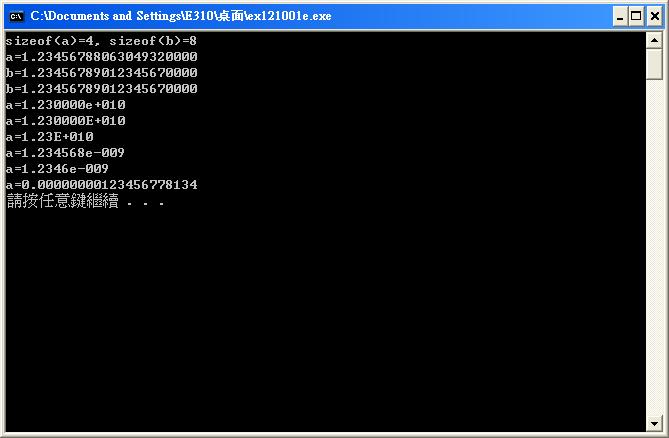 C:\Documents and Settings\E310\桌面\ex121001e.exe
sizeof(a)=4, sizeof(b)=8
a=1.23456788063049320000
b=1.23456789012345670000
b=1.23456789012345670000
a=1.230000e+010
a=1.230000E+010
a=1.23E+010
a=1.234568e-009
a=1.2346e-009
a=0.00000000123456778134
請按任意鍵繼續 . . .